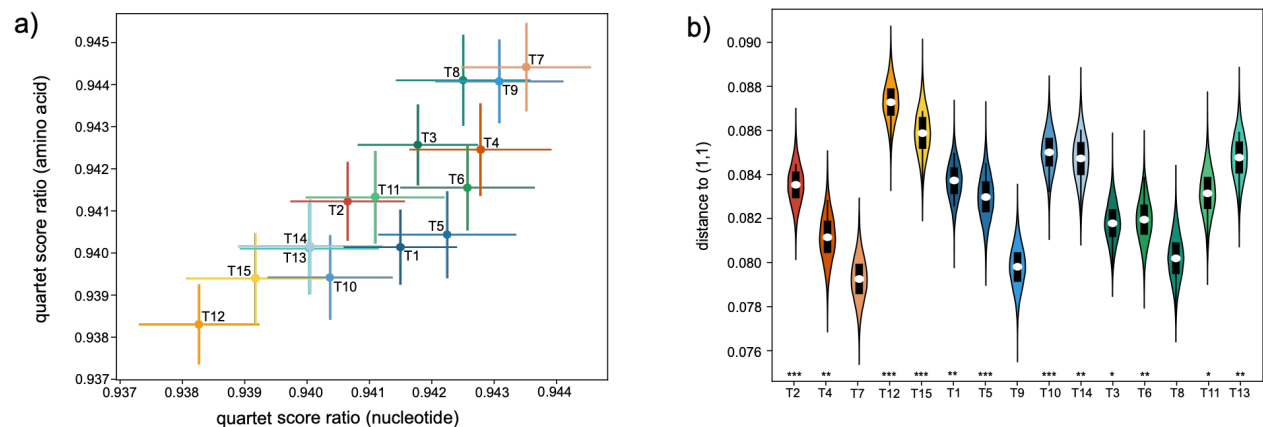 a)
quartet score ratio (amino acid)
0.945
0.944
0.943
0.942
0.941
0.940
0.939
0.938
0.937
T7
T8
T9
T3
T4
T6
T11
T2
T5
T14
T1
T13
T15
T10
T12
0.937 0.938 0.939 0.940 0.941 0.942 0.943 0.944
quartet score ratio (nucleotide)
b)
distance to (1,1)
0.090
0.088
0.086
0.084
0.082
0.080
0.078
0.076
*** ** *** *** ** *** *** ** * ** * **
T2 T4 T7 T12 T15 T1 T5 T9 T10 T14 T3 T6 T8 T11 T13